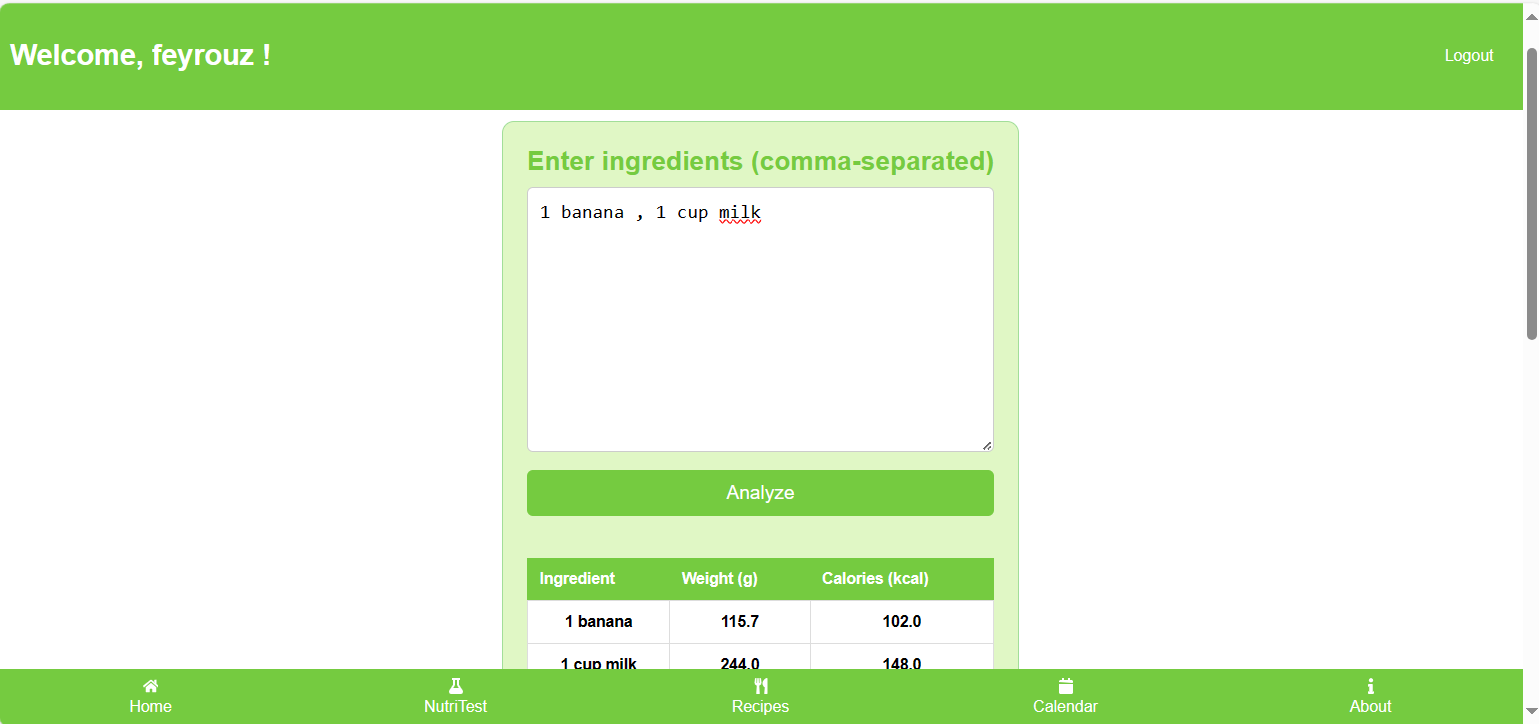 Welcome, feyrouz !
Logout
Enter ingredients (comma-separated)
1 banana , 1 cup milk
Analyze
Ingredient Weight (g) Calories (kcal)
1 banana 115.7 102.0
1 cup milk 244.0 148.0
Home NutriTest Recipes Calendar About